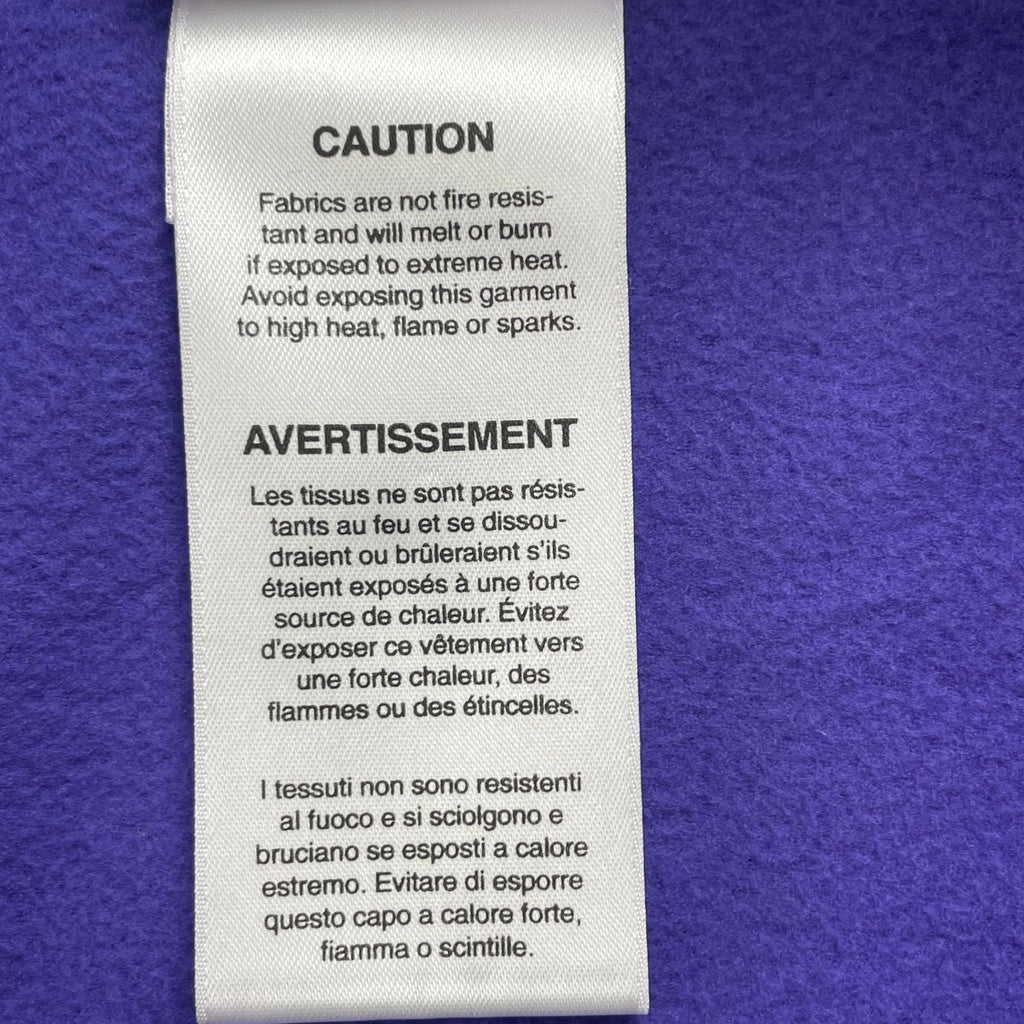 CAUTION
Fabrics are not fire resis-
tant and will melt or burn
if exposed to extreme heat.
Avoid exposing this garment
to high heat, flame or sparks.
AVERTISSEMENT
Les tissus ne sont pas résis-
tants au feu et se dissou-
draient ou brûleraient s'ils
étaient exposés à une forte
source de chaleur. Évitez
d'exposer ce vêtement vers
une forte chaleur, des
flammes ou des étincelles.
I tessuti non sono resistenti
al fuoco e si sciolgono e
bruciano se esposti a calore
estremo. Evitare di esporre
questo capo a calore forte,
fiamma o scintille.